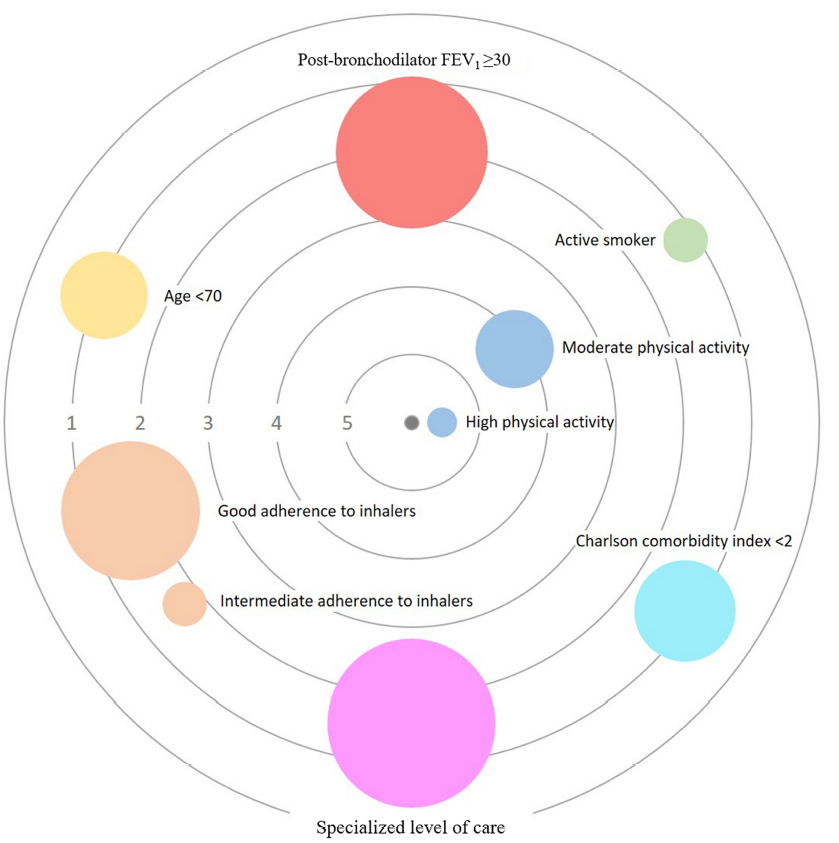 Post-bronchodilator FEV₁ ≥30
Active smoker
Age <70
Moderate physical activity
1 2 3 4 5
High physical activity
Good adherence to inhalers
Charlson comorbidity index <2
Intermediate adherence to inhalers
Specialized level of care